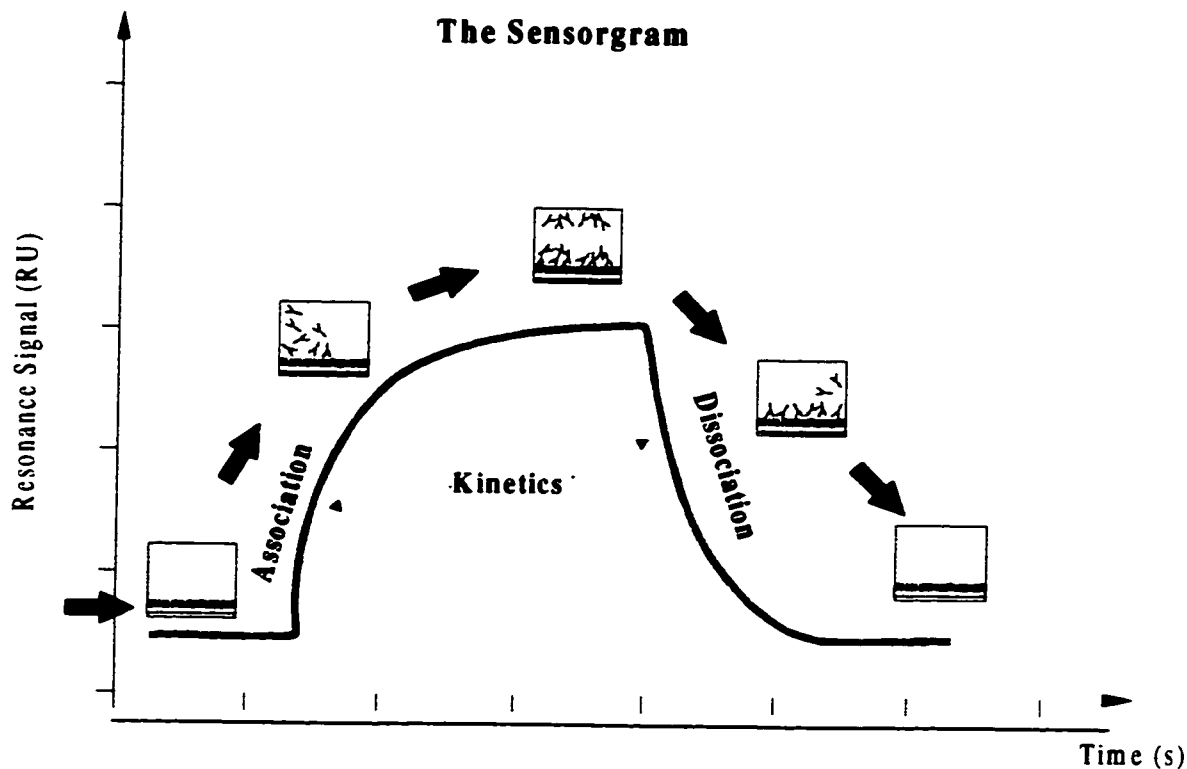 The Sensorgram
Resonance Signal (RU)
Association
Kinetics
Dissociation
Time (s)